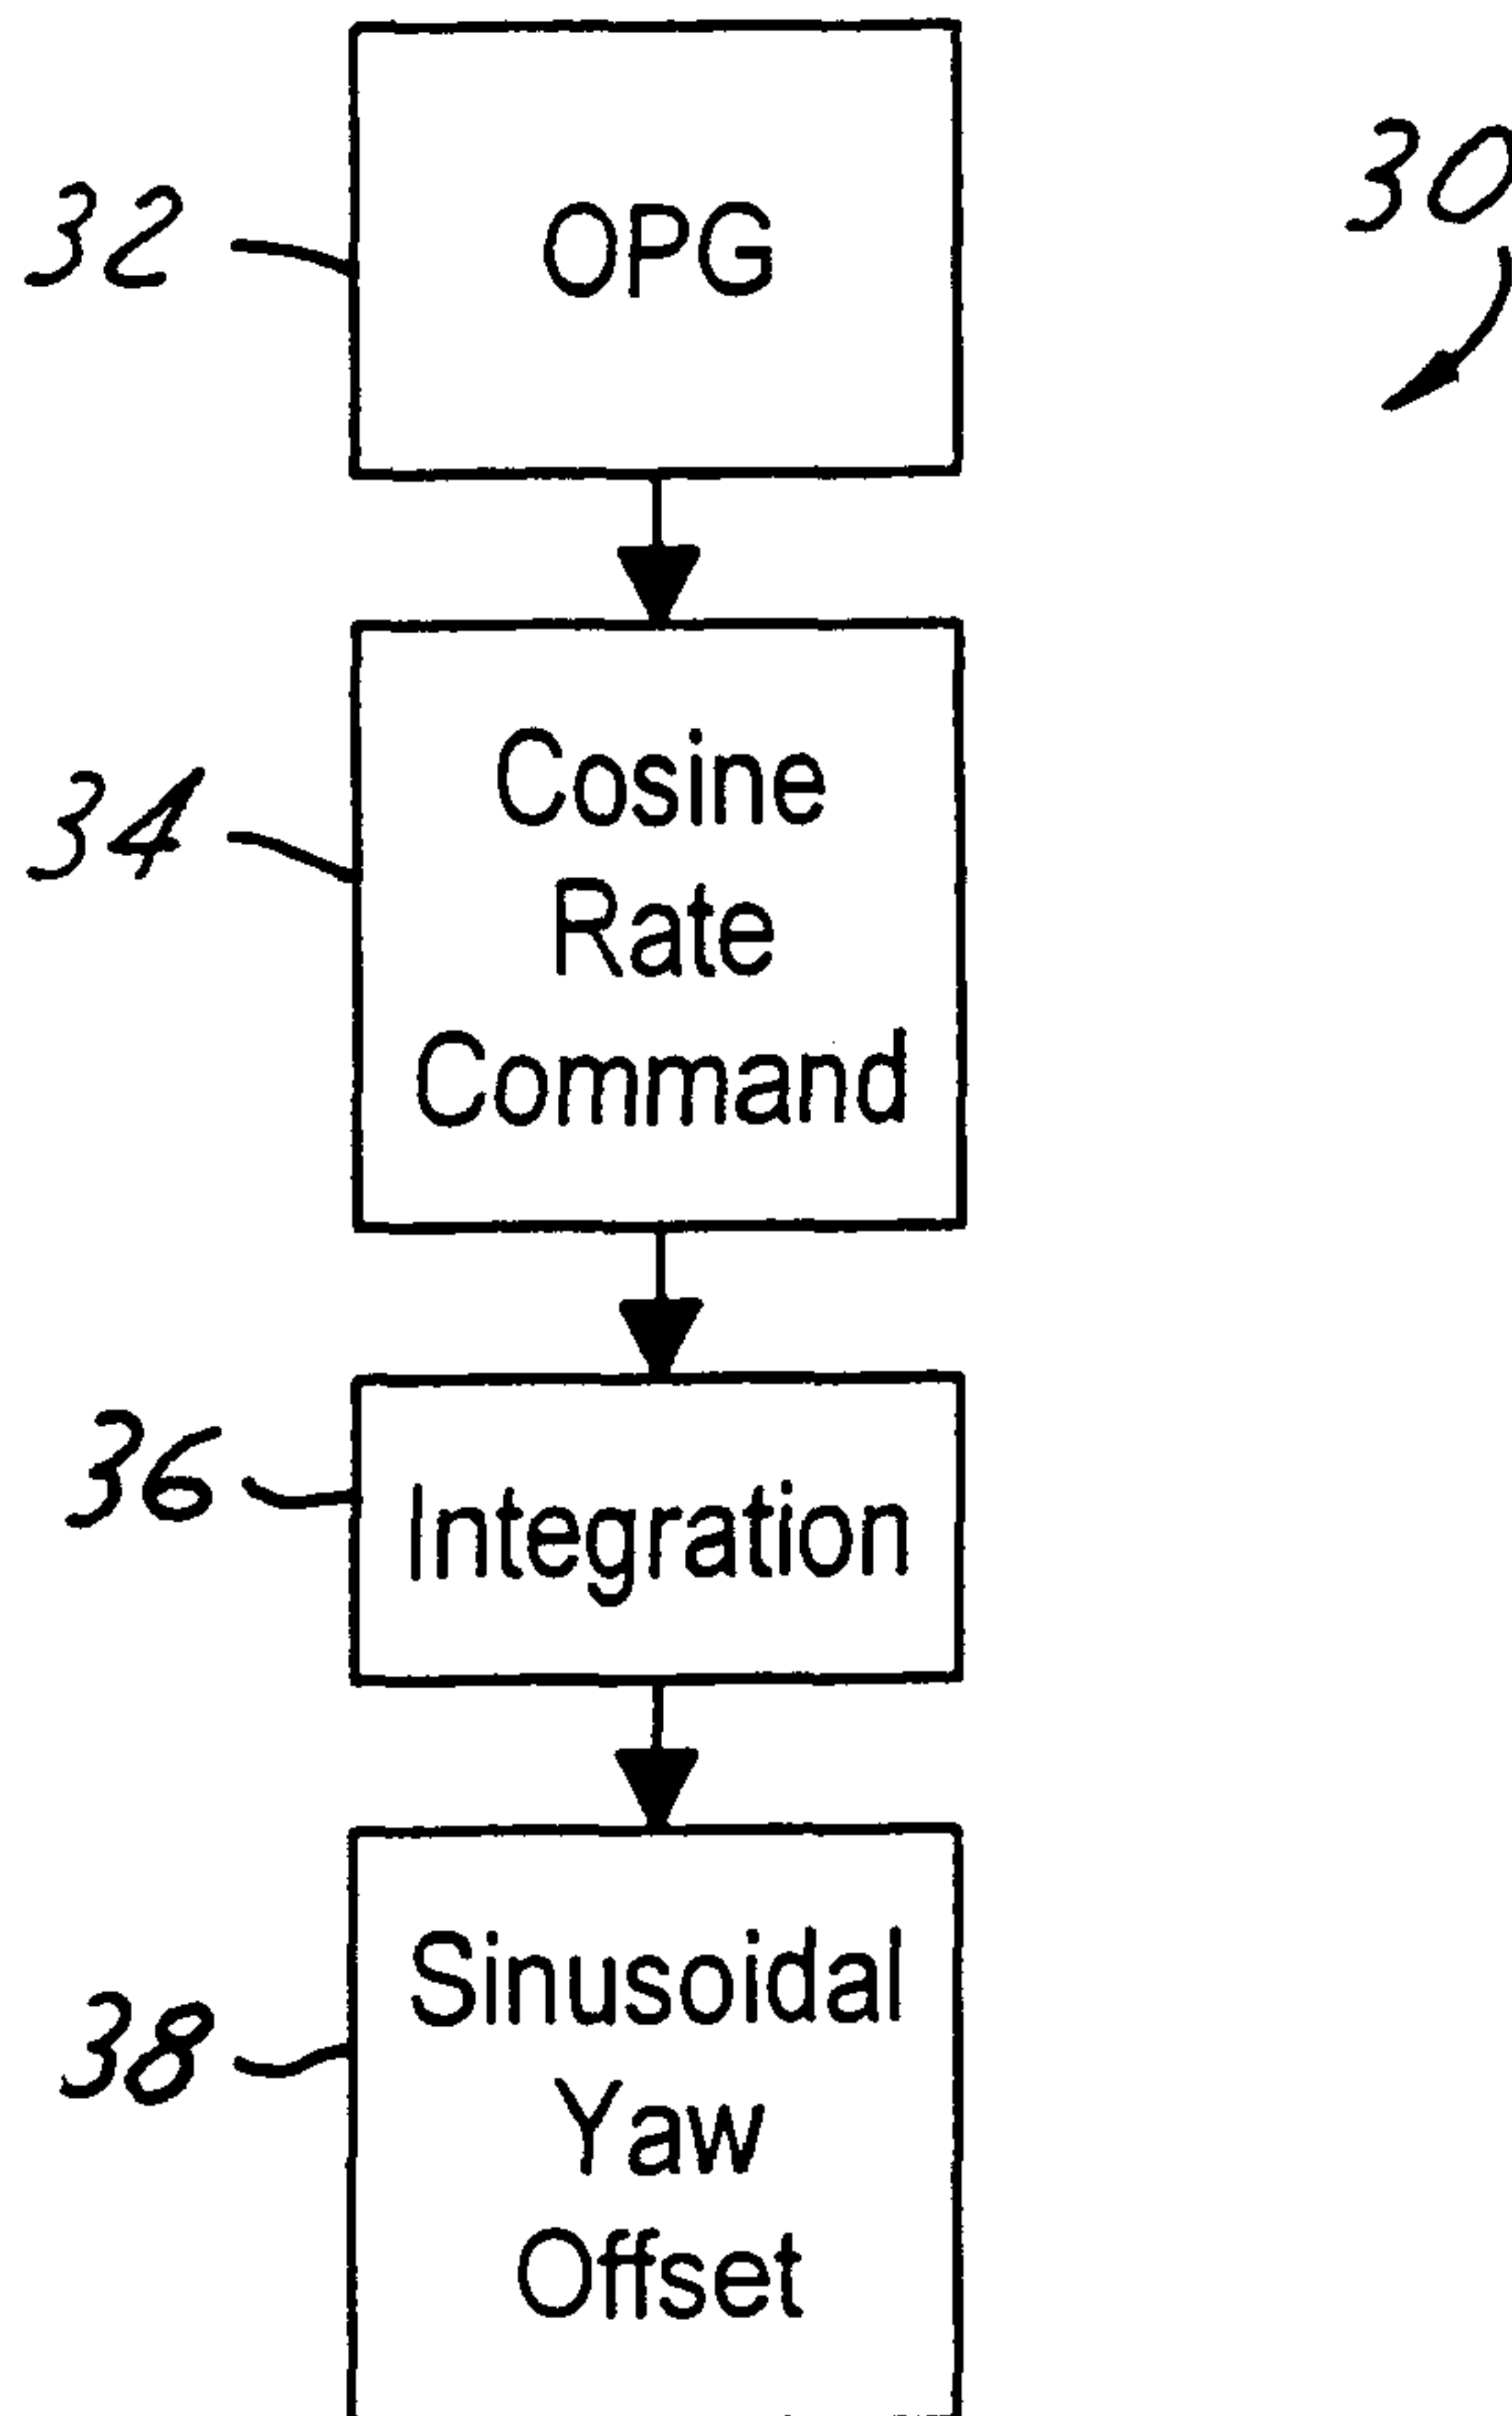 30
32
OPG
34
Cosine
Rate
Command
36
Integration
38
Sinusoidal
Yaw
Offset